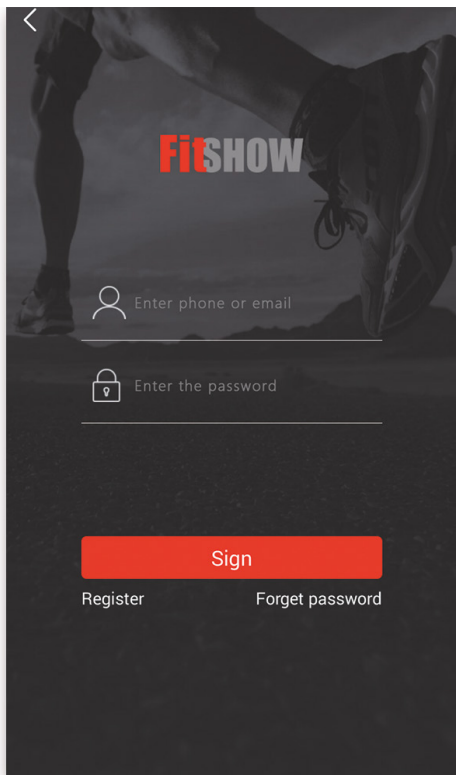 FitSHOW
Enter phone or email
Enter the password
Sign
Register Forget password